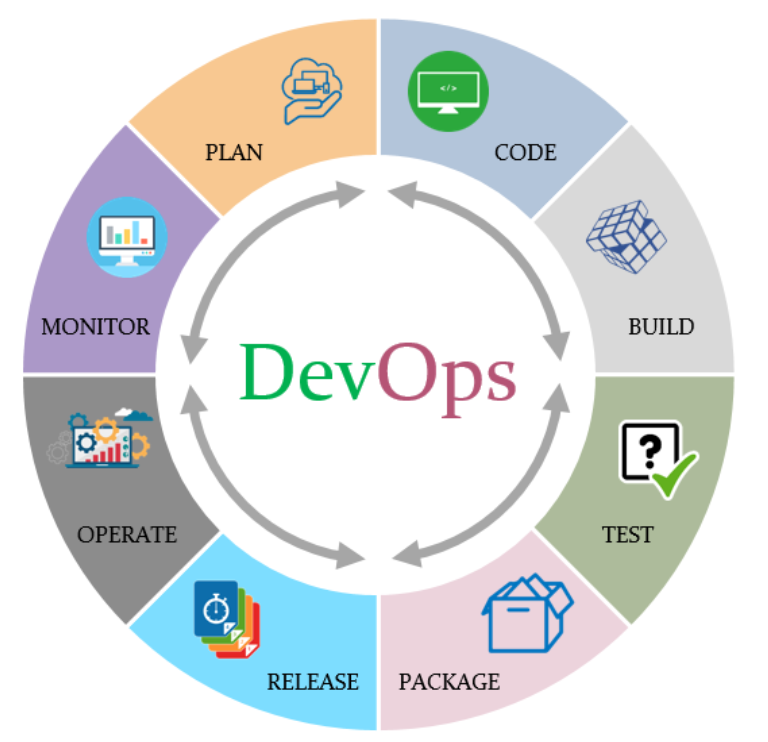 PLAN
CODE
</>
MONITOR
BUILD
DevOps
?
OPERATE
TEST
RELEASE
PACKAGE